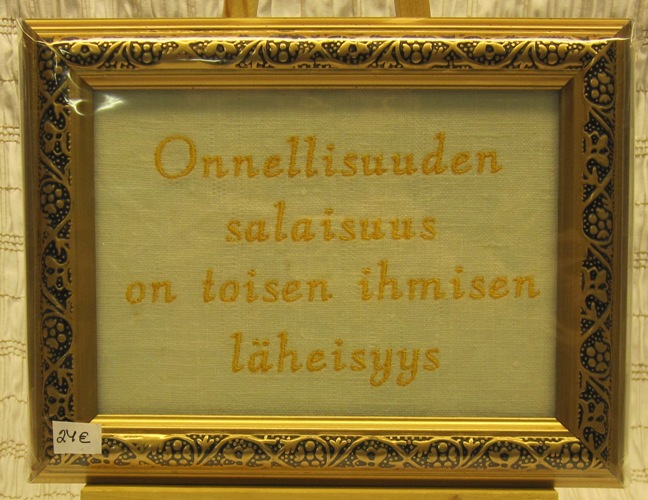 Onnellisuuden
salaisuus
on toisen ihmisen
läheisyys
24€